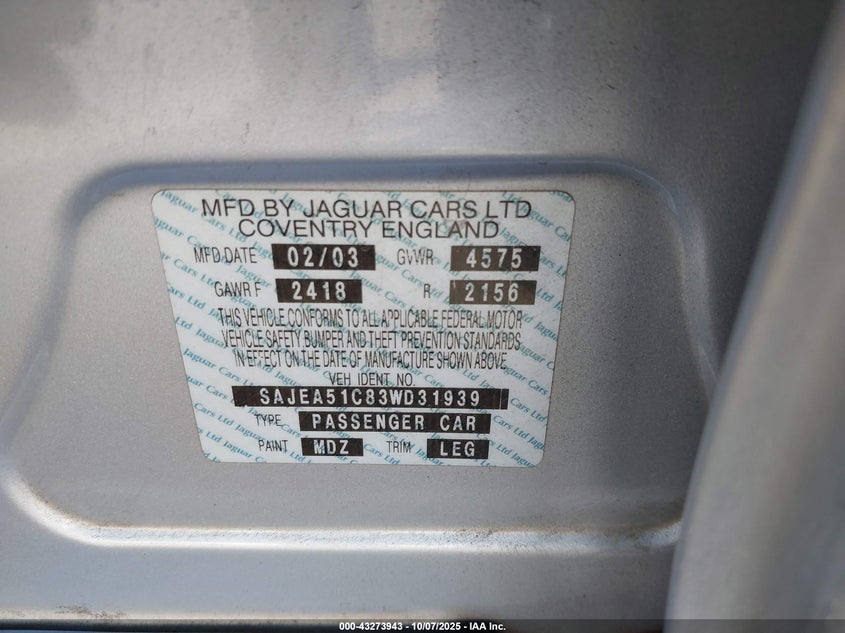 MFD BY JAGUAR CARS LTD
COVENTRY ENGLAND
MFD DATE 02/03 GVWR 4575
GAWR F 2418 R 2156
THIS VEHICLE CONFORMS TO ALL APPLICABLE FEDERAL MOTOR
VEHICLE SAFETY BUMPER AND THEFT PREVENTION STANDARDS
IN EFFECT ON THE DATE OF MANUFACTURE SHOWN ABOVE
VEH IDENT NO.
SAJEA51C83WD31939
TYPE PASSENGER CAR
PAINT MDZ TRIM LEG
000-43273943 - 10/07/2025 - IAA Inc.